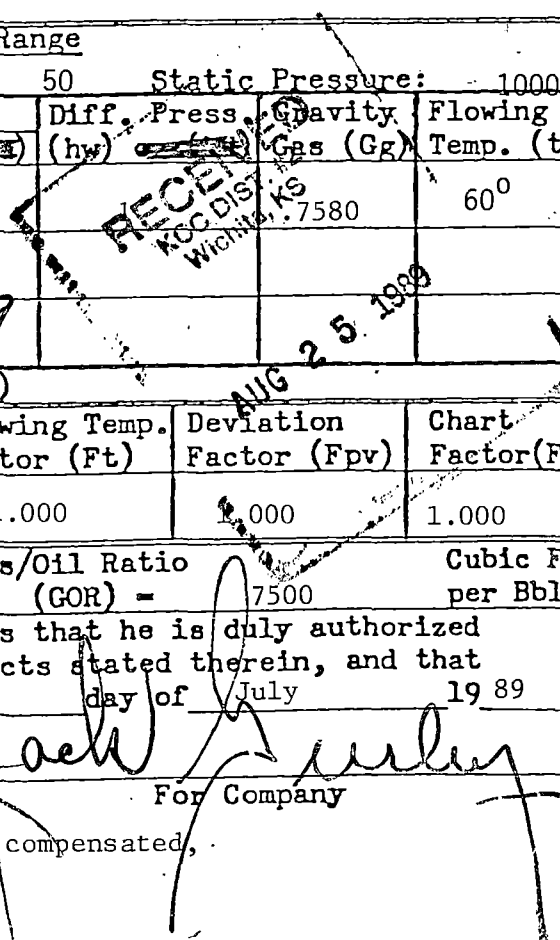 Range
50 Static Pressure: 1000
Diff. Press. Gravity Flowing
(hw) Gas (Gg) Temp. (t
.7580 60°
RECEIVED
KCC DIST. #
Wichita, KS
AUG 25 1989
wing Temp. Deviation Chart
tor (Ft) Factor (Fpv) Factor(F
1.000 1.000 1.000
s/Oil Ratio Cubic F
(GOR) = 7500 per Bbl
s that he is duly authorized
cts stated therein, and that
day of July 19 89
For Company
compensated,